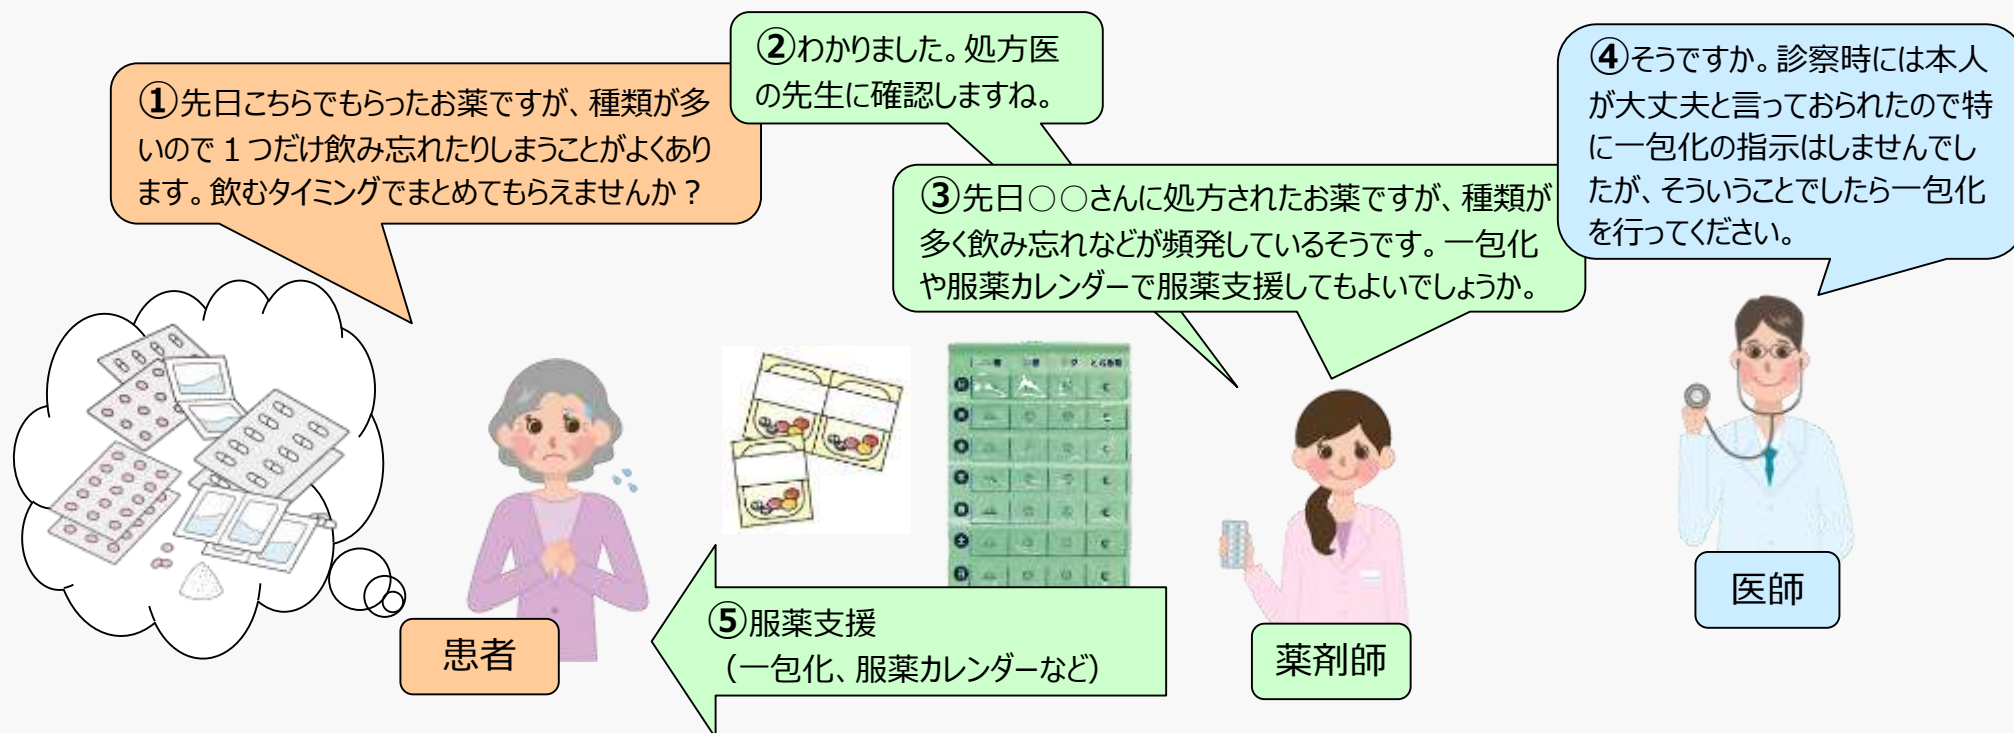 ①先日こちらでもらったお薬ですが、種類が多
いので１つだけ飲み忘れたりしまうことがよくあり
ます。飲むタイミングでまとめてもらえませんか？
②わかりました。処方医
の先生に確認しますね。
③先日○○さんに処方されたお薬ですが、種類が
多く飲み忘れなどが頻発しているそうです。一包化
や服薬カレンダーで服薬支援してもよいでしょうか。
④そうですか。診察時には本人
が大丈夫と言っておられたので特
に一包化の指示はしませんでし
たが、そういうことでしたら一包化
を行ってください。
⑤服薬支援
（一包化、服薬カレンダーなど）
患者
薬剤師
医師